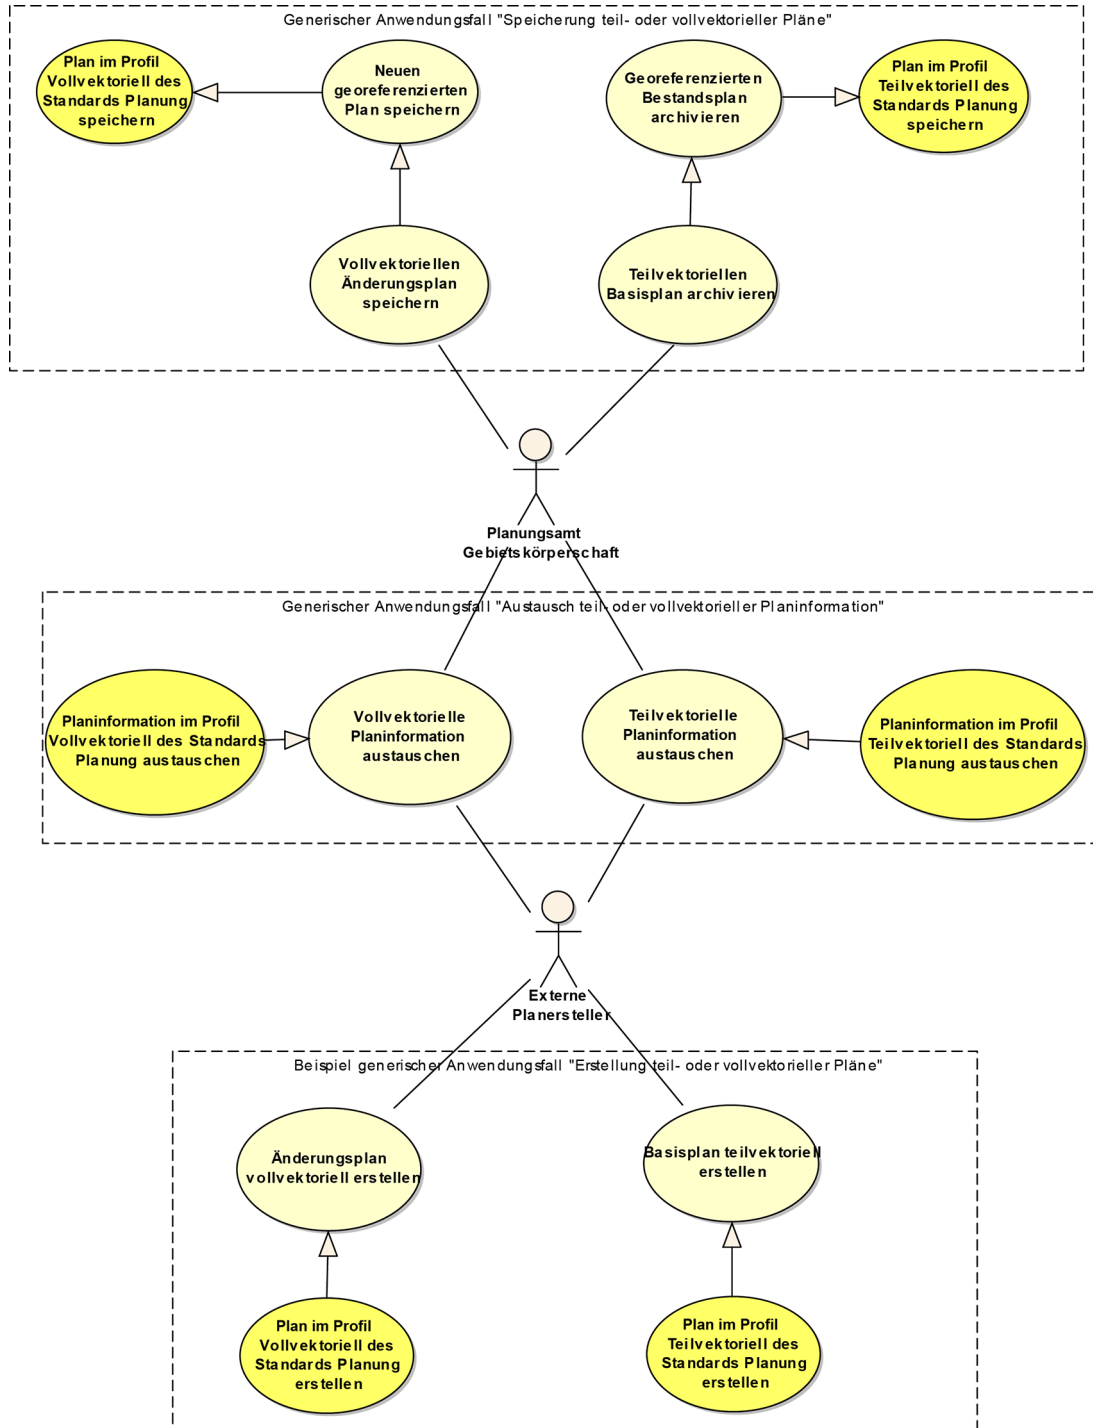 Generischer Anwendungsfall "Speicherung teil- oder vollvektorieller Pläne"
Plan im Profil
Vollvektoriell des
Standards Planung
speichern
Neuen
georeferenzierten
Plan speichern
Georeferenzierten
Bestandsplan
archivieren
Plan im Profil
Teilvektoriell des
Standards Planung
speichern
Vollvektoriellen
Änderungsplan
speichern
Teilvektoriellen
Basisplan archivieren
Planungsamt
Gebietskörperschaft
Generischer Anwendungsfall "Austausch teil- oder vollvektorieller Planinformation"
Planinformation im Profil
Vollvektoriell des Standards
Planung austauschen
Vollvektorielle
Planinformation
austauschen
Teilvektorielle
Planinformation
austauschen
Planinformation im Profil
Teilvektoriell des Standards
Planung austauschen
Externe
Planersteller
Beispiel generischer Anwendungsfall "Erstellung teil- oder vollvektorieller Pläne"
Änderungsplan
vollvektoriell erstellen
Basisplan teilvektoriell
erstellen
Plan im Profil
Vollvektoriell des
Standards Planung
erstellen
Plan im Profil
Teilvektoriell des
Standards Planung
erstellen